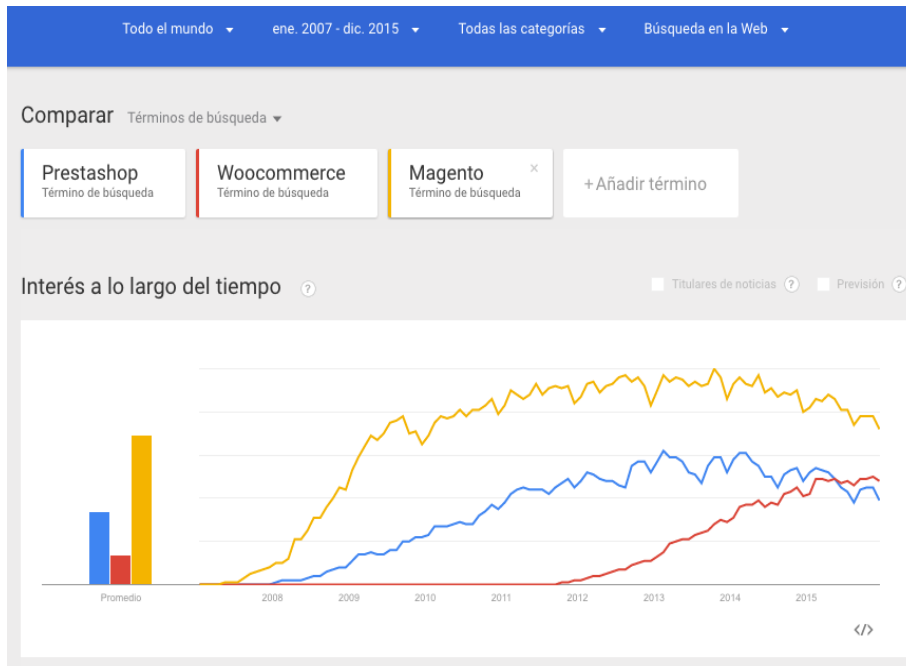 Todo el mundo ene. 2007 - dic. 2015 Todas las categorías Búsqueda en la Web
Comparar Términos de búsqueda
Prestashop Woocommerce Magento ×
Término de búsqueda Término de búsqueda Término de búsqueda
+Añadir término
Interés a lo largo del tiempo ? Titulares de noticias ? Previsión ?
Promedio 2008 2009 2010 2011 2012 2013 2014 2015
</>